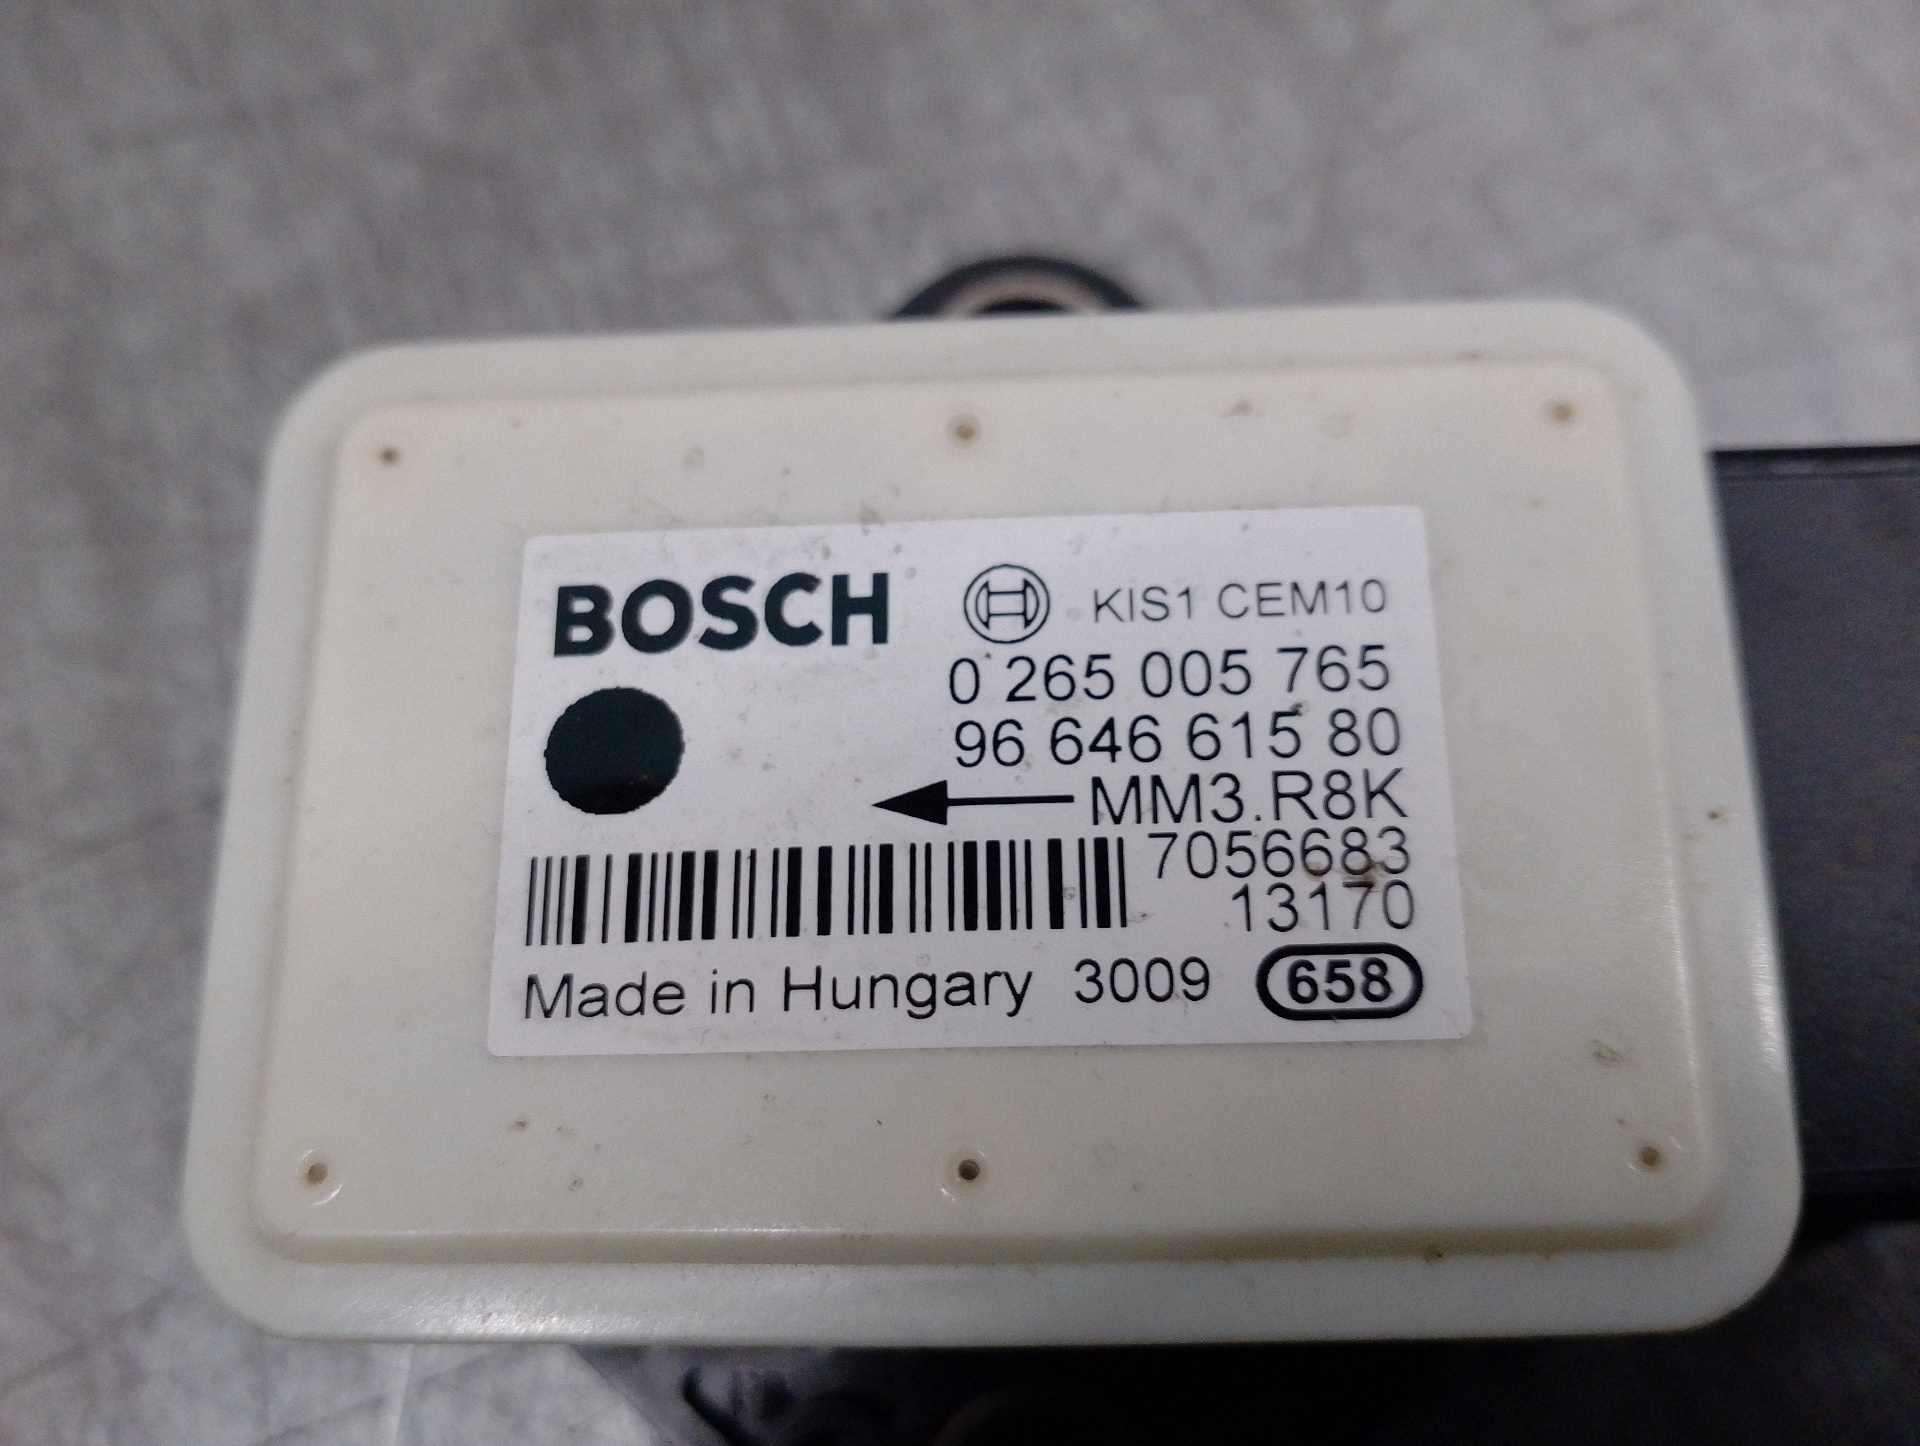 BOSCH KIS1 CEM10
0 265 005 765
96 646 615 80
MM3.R8K
7056683
13170
Made in Hungary 3009 658